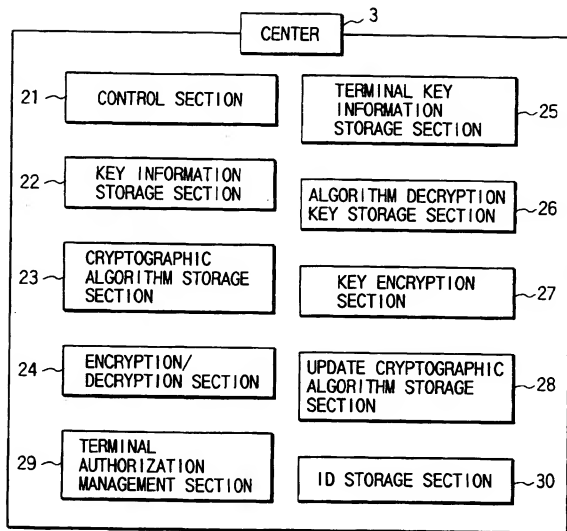 CENTER
3
21
CONTROL SECTION
TERMINAL KEY
INFORMATION
STORAGE SECTION
25
22
KEY INFORMATION
STORAGE SECTION
ALGORITHM DECRYPTION
KEY STORAGE SECTION
26
23
CRYPTOGRAPHIC
ALGORITHM STORAGE
SECTION
KEY ENCRYPTION
SECTION
27
24
ENCRYPTION/
DECRYPTION SECTION
UPDATE CRYPTOGRAPHIC
ALGORITHM STORAGE
SECTION
28
29
TERMINAL
AUTHORIZATION
MANAGEMENT SECTION
ID STORAGE SECTION
30